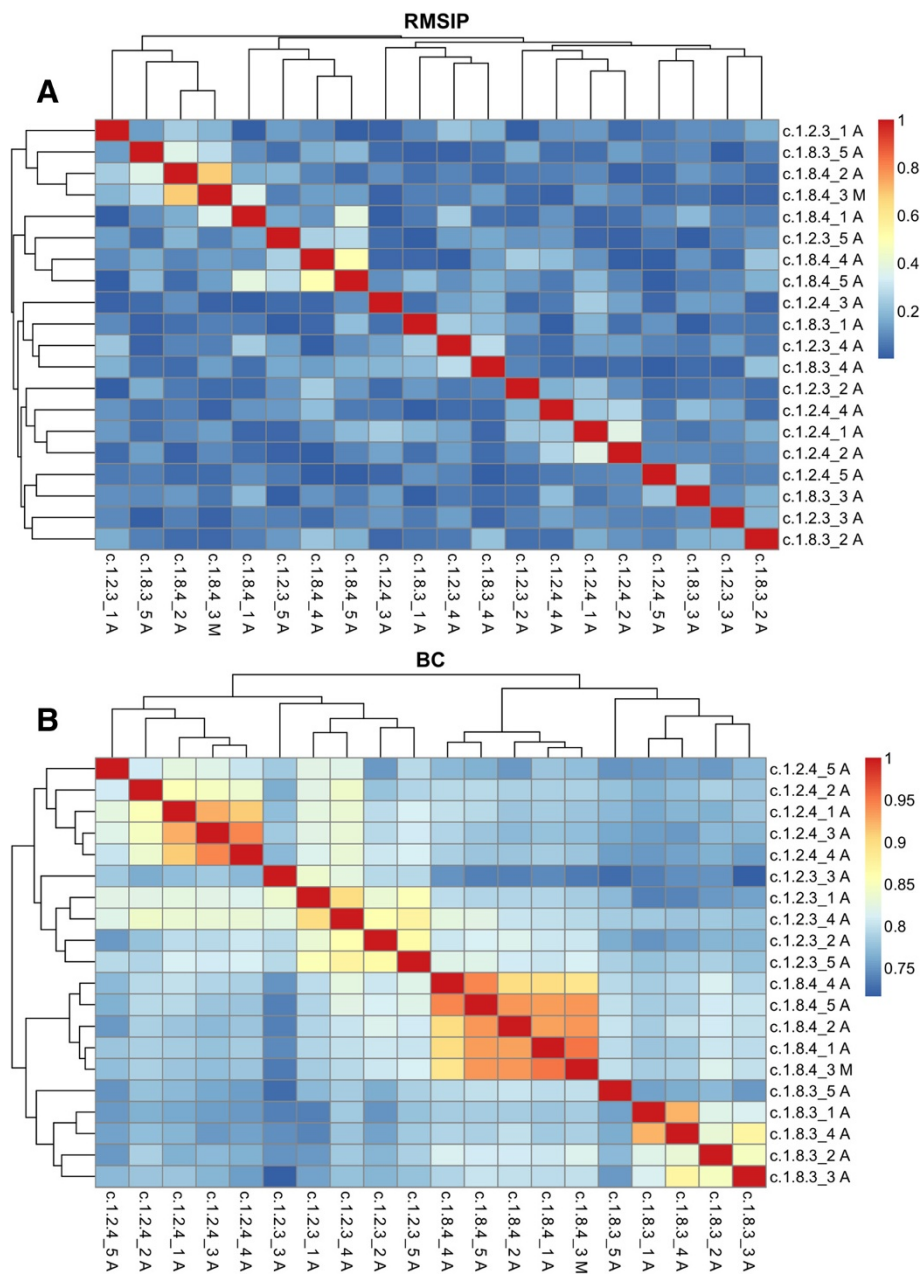 RMSIP
A
c.1.2.3_1 A
c.1.8.3_5 A
c.1.8.4_2 A
c.1.8.4_3 M
c.1.8.4_1 A
c.1.2.3_5 A
c.1.8.4_4 A
c.1.8.4_5 A
c.1.2.4_3 A
c.1.8.3_1 A
c.1.2.3_4 A
c.1.8.3_4 A
c.1.2.3_2 A
c.1.2.4_4 A
c.1.2.4_1 A
c.1.2.4_2 A
c.1.2.4_5 A
c.1.8.3_3 A
c.1.2.3_3 A
c.1.8.3_2 A
1
0.8
0.6
0.4
0.2
c.1.2.3_1 A
c.1.8.3_5 A
c.1.8.4_2 A
c.1.8.4_3 M
c.1.8.4_1 A
c.1.2.3_5 A
c.1.8.4_4 A
c.1.8.4_5 A
c.1.2.4_3 A
c.1.8.3_1 A
c.1.2.3_4 A
c.1.8.3_4 A
c.1.2.3_2 A
c.1.2.4_4 A
c.1.2.4_1 A
c.1.2.4_2 A
c.1.2.4_5 A
c.1.8.3_3 A
c.1.2.3_3 A
c.1.8.3_2 A
BC
B
c.1.2.4_5 A
c.1.2.4_2 A
c.1.2.4_1 A
c.1.2.4_3 A
c.1.2.4_4 A
c.1.2.3_3 A
c.1.2.3_1 A
c.1.2.3_4 A
c.1.2.3_2 A
c.1.2.3_5 A
c.1.8.4_4 A
c.1.8.4_5 A
c.1.8.4_2 A
c.1.8.4_1 A
c.1.8.4_3 M
c.1.8.3_5 A
c.1.8.3_1 A
c.1.8.3_4 A
c.1.8.3_2 A
c.1.8.3_3 A
1
0.95
0.9
0.85
0.8
0.75
c.1.2.4_5 A
c.1.2.4_2 A
c.1.2.4_1 A
c.1.2.4_3 A
c.1.2.4_4 A
c.1.2.3_3 A
c.1.2.3_1 A
c.1.2.3_4 A
c.1.2.3_2 A
c.1.2.3_5 A
c.1.8.4_4 A
c.1.8.4_5 A
c.1.8.4_2 A
c.1.8.4_1 A
c.1.8.4_3 M
c.1.8.3_5 A
c.1.8.3_1 A
c.1.8.3_4 A
c.1.8.3_2 A
c.1.8.3_3 A